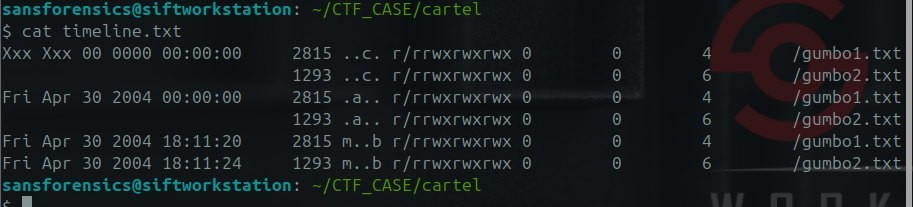 sansforensics@siftworkstation: ~/CTF_CASE/cartel
$ cat timeline.txt
Xxx Xxx 00 0000 00:00:00 2815 ..c. r/rrwxrwxrwx 0 0 4 /gumbo1.txt
1293 ..c. r/rrwxrwxrwx 0 0 6 /gumbo2.txt
Fri Apr 30 2004 00:00:00 2815 .a.. r/rrwxrwxrwx 0 0 4 /gumbo1.txt
1293 .a.. r/rrwxrwxrwx 0 0 6 /gumbo2.txt
Fri Apr 30 2004 18:11:20 2815 m..b r/rrwxrwxrwx 0 0 4 /gumbo1.txt
Fri Apr 30 2004 18:11:24 1293 m..b r/rrwxrwxrwx 0 0 6 /gumbo2.txt
sansforensics@siftworkstation: ~/CTF_CASE/cartel
$
W O R K